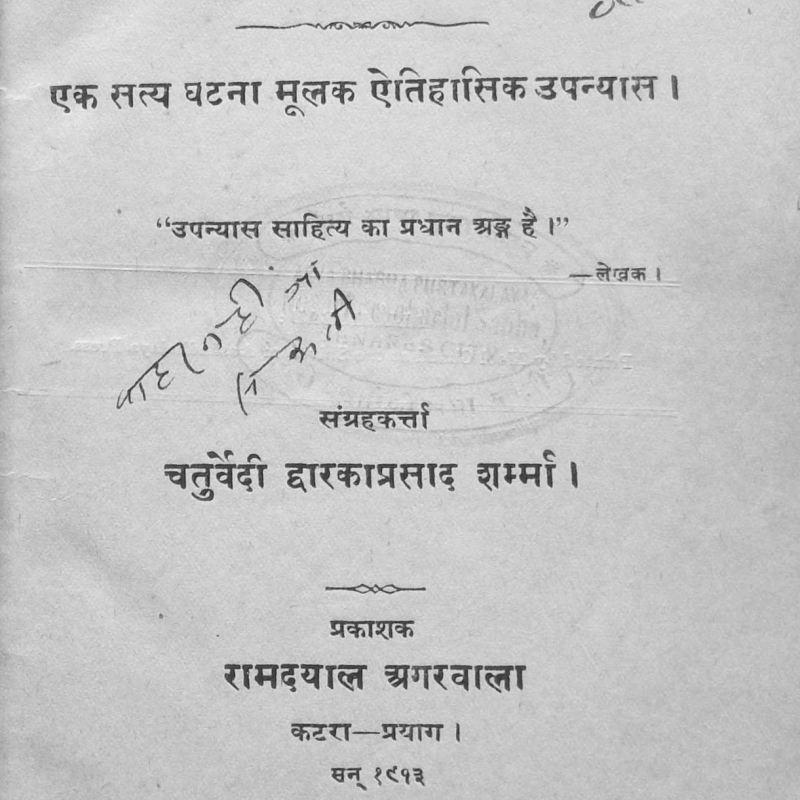 एक सत्य घटना मूलक ऐतिहासिक उपन्यास ।
“उपन्यास साहित्य का प्रधान अङ्ग है ।”
—लेखक ।
संग्रहकर्त्ता
चतुर्वेदी द्वारकाप्रसाद शर्म्मा ।
प्रकाशक
रामदयाल अगरवाला
कटरा—प्रयाग ।
सन् १९१३